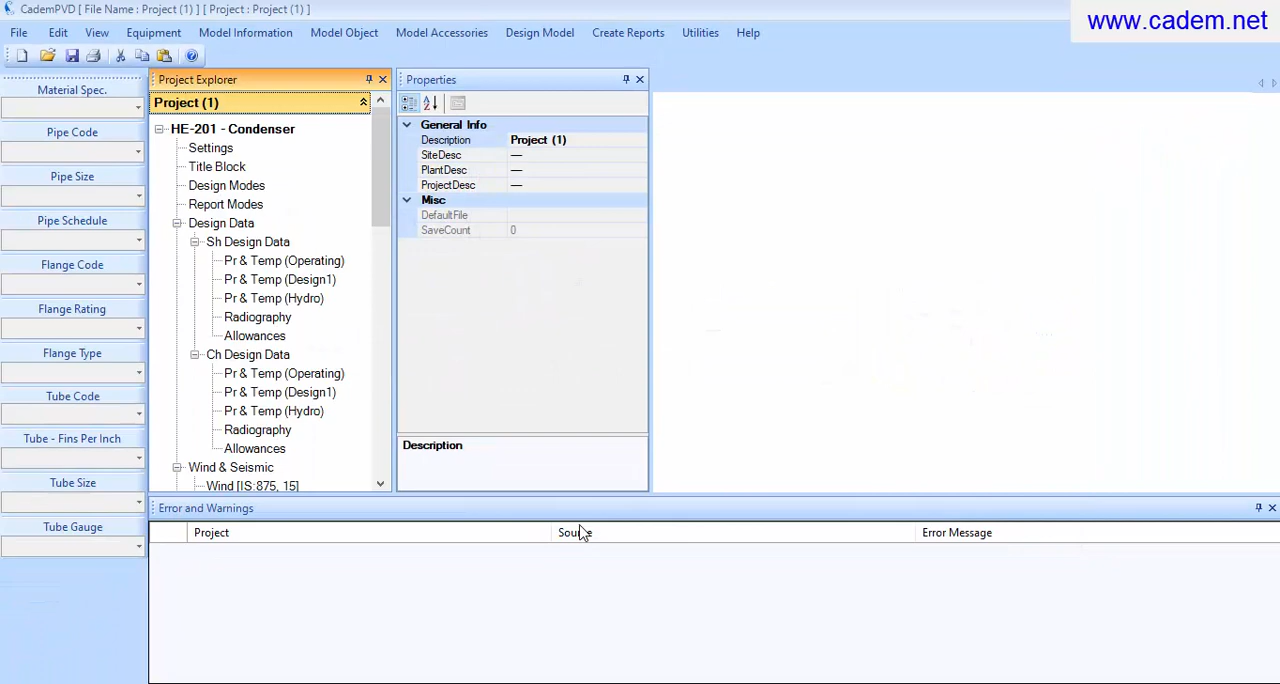 CademPVD [ File Name : Project (1) ] [ Project : Project (1) ]
www.cadem.net
File Edit View Equipment Model Information Model Object Model Accessories Design Model Create Reports Utilities Help
Material Spec.
Pipe Code
Pipe Size
Pipe Schedule
Flange Code
Flange Rating
Flange Type
Tube Code
Tube - Fins Per Inch
Tube Size
Tube Gauge
Project Explorer
Project (1)
HE-201 - Condenser
Settings
Title Block
Design Modes
Report Modes
Design Data
Sh Design Data
Pr & Temp (Operating)
Pr & Temp (Design1)
Pr & Temp (Hydro)
Radiography
Allowances
Ch Design Data
Pr & Temp (Operating)
Pr & Temp (Design1)
Pr & Temp (Hydro)
Radiography
Allowances
Wind & Seismic
Wind [IS:875, 15]
Properties
General Info
Description Project (1)
SiteDesc —
PlantDesc —
ProjectDesc —
Misc
DefaultFile
SaveCount 0
Description
Error and Warnings
Project Source Error Message